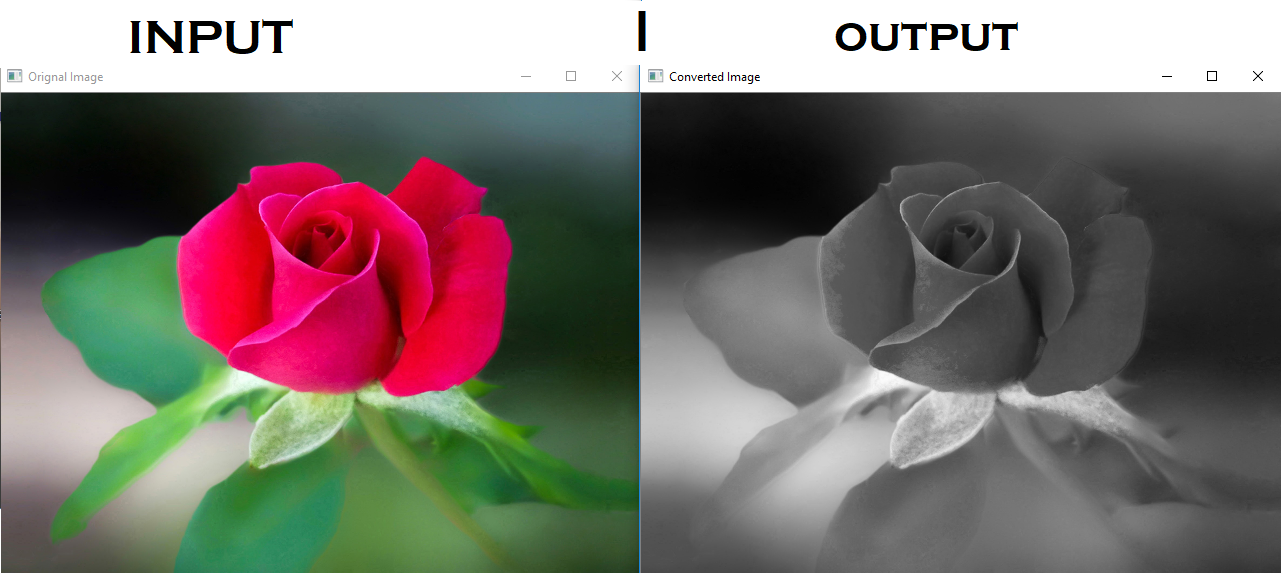 INPUT
OUTPUT
Orignal Image
Converted Image